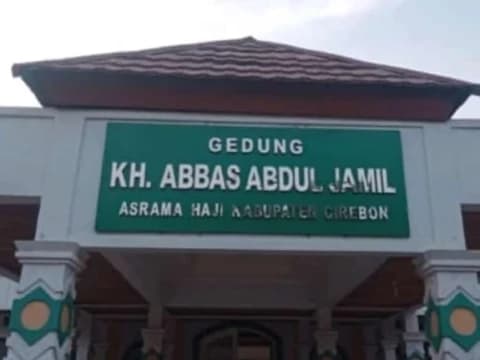 GEDUNG
KH. ABBAS ABDUL JAMIL
ASRAMA HAJI KABUPATEN CIREBON